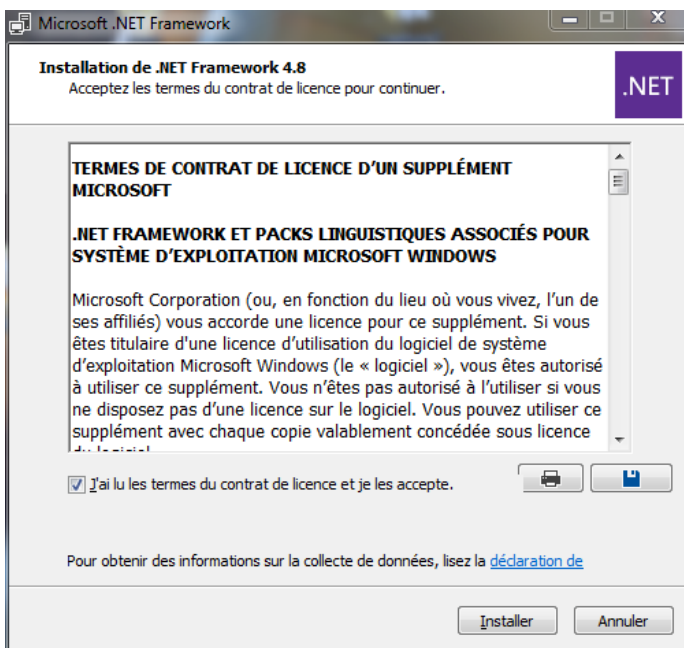 Microsoft .NET Framework
Installation de .NET Framework 4.8
Acceptez les termes du contrat de licence pour continuer.
.NET
TERMES DE CONTRAT DE LICENCE D’UN SUPPLÉMENT
MICROSOFT
.NET FRAMEWORK ET PACKS LINGUISTIQUES ASSOCIÉS POUR
SYSTÈME D’EXPLOITATION MICROSOFT WINDOWS
Microsoft Corporation (ou, en fonction du lieu où vous vivez, l’un de
ses affiliés) vous accorde une licence pour ce supplément. Si vous
êtes titulaire d'une licence d’utilisation du logiciel de système
d’exploitation Microsoft Windows (le « logiciel »), vous êtes autorisé
à utiliser ce supplément. Vous n’êtes pas autorisé à l’utiliser si vous
ne disposez pas d’une licence sur le logiciel. Vous pouvez utiliser ce
supplément avec chaque copie valablement concédée sous licence
J'ai lu les termes du contrat de licence et je les accepte.
Pour obtenir des informations sur la collecte de données, lisez la déclaration de
Installer
Annuler